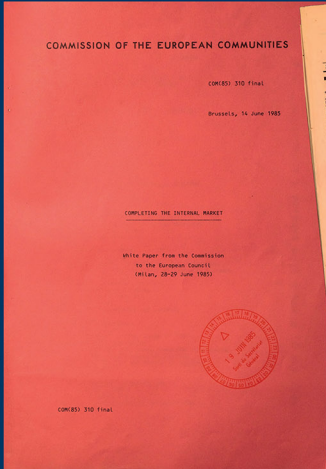 COMMISSION OF THE EUROPEAN COMMUNITIES
COM(85) 310 final
Brussels, 14 June 1985
COMPLETING THE INTERNAL MARKET
White Paper from the Commission
to the European Council
(Milan, 28-29 June 1985)
COM(85) 310 final